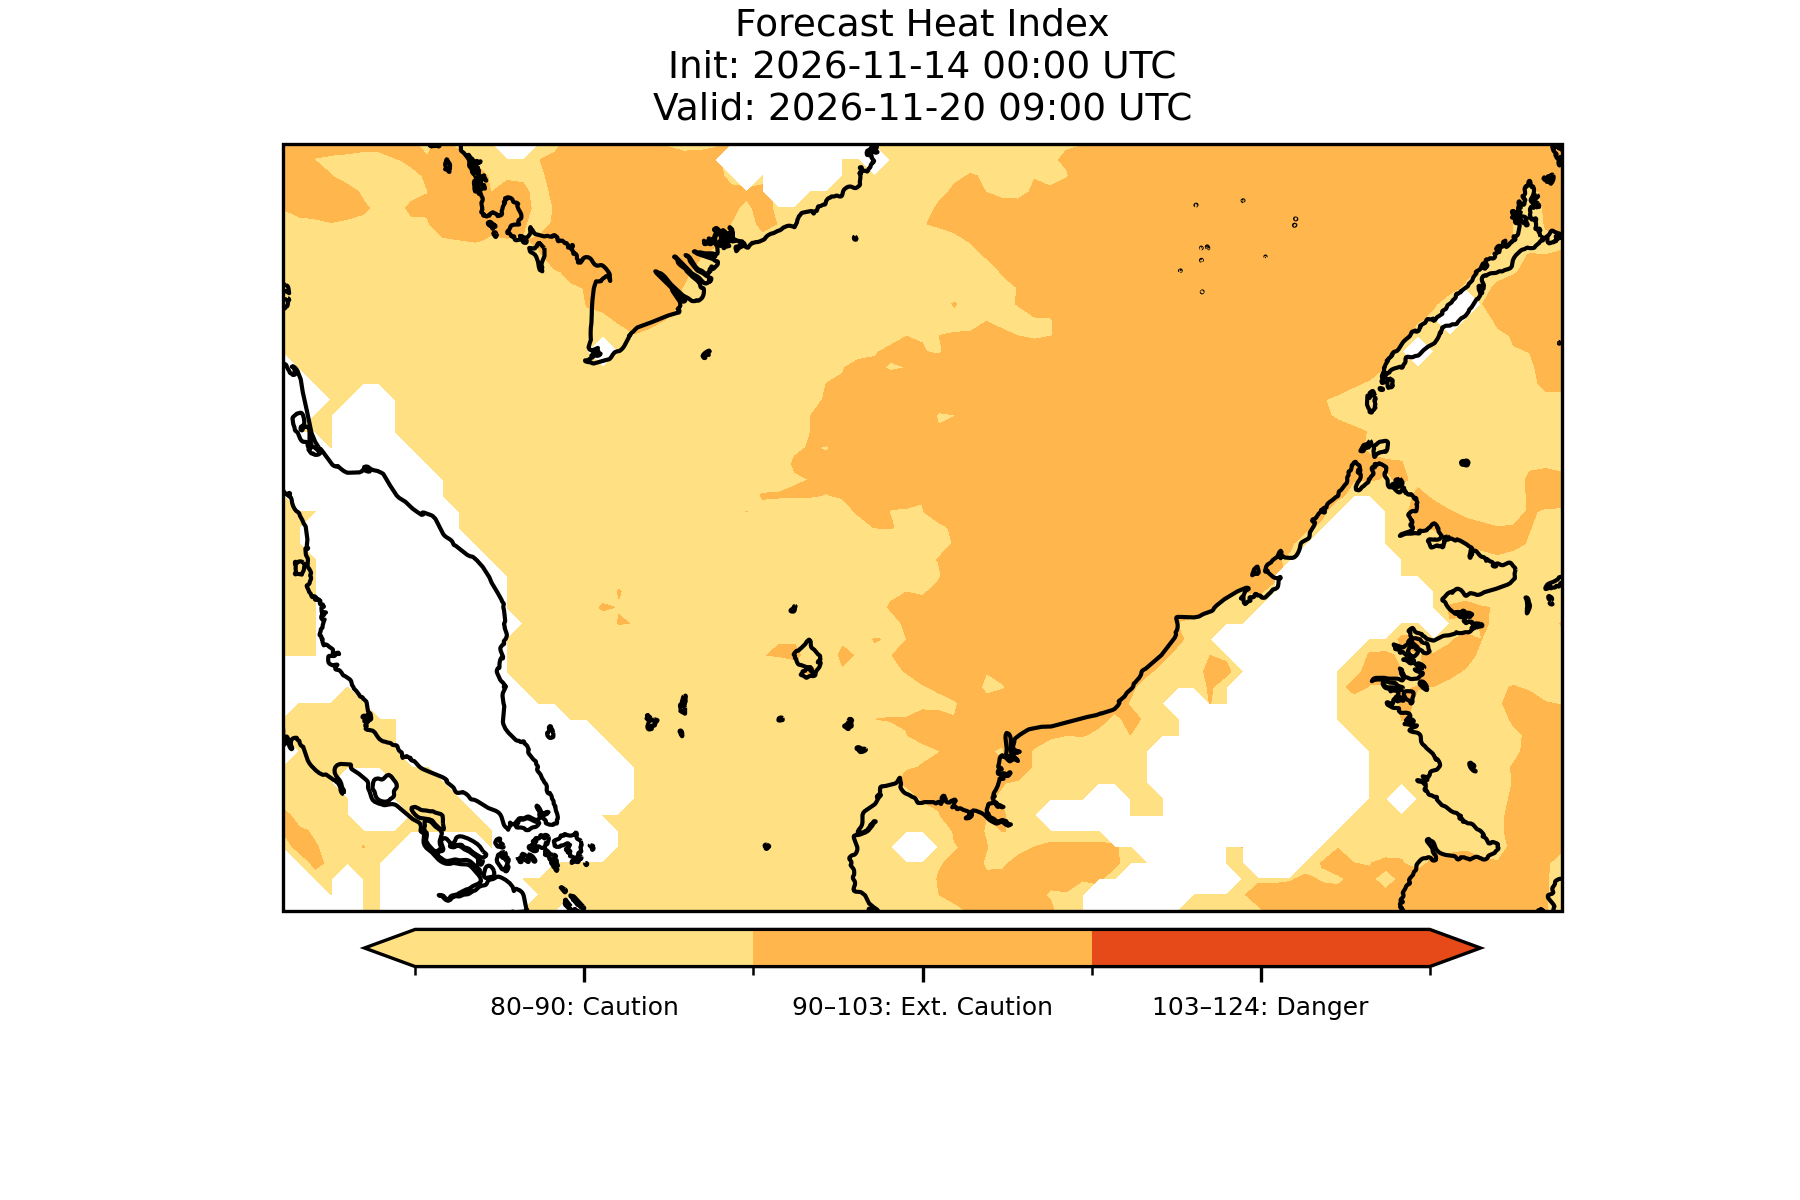 Forecast Heat Index
Init: 2026-11-14 00:00 UTC
Valid: 2026-11-20 09:00 UTC
80–90: Caution
90–103: Ext. Caution
103–124: Danger